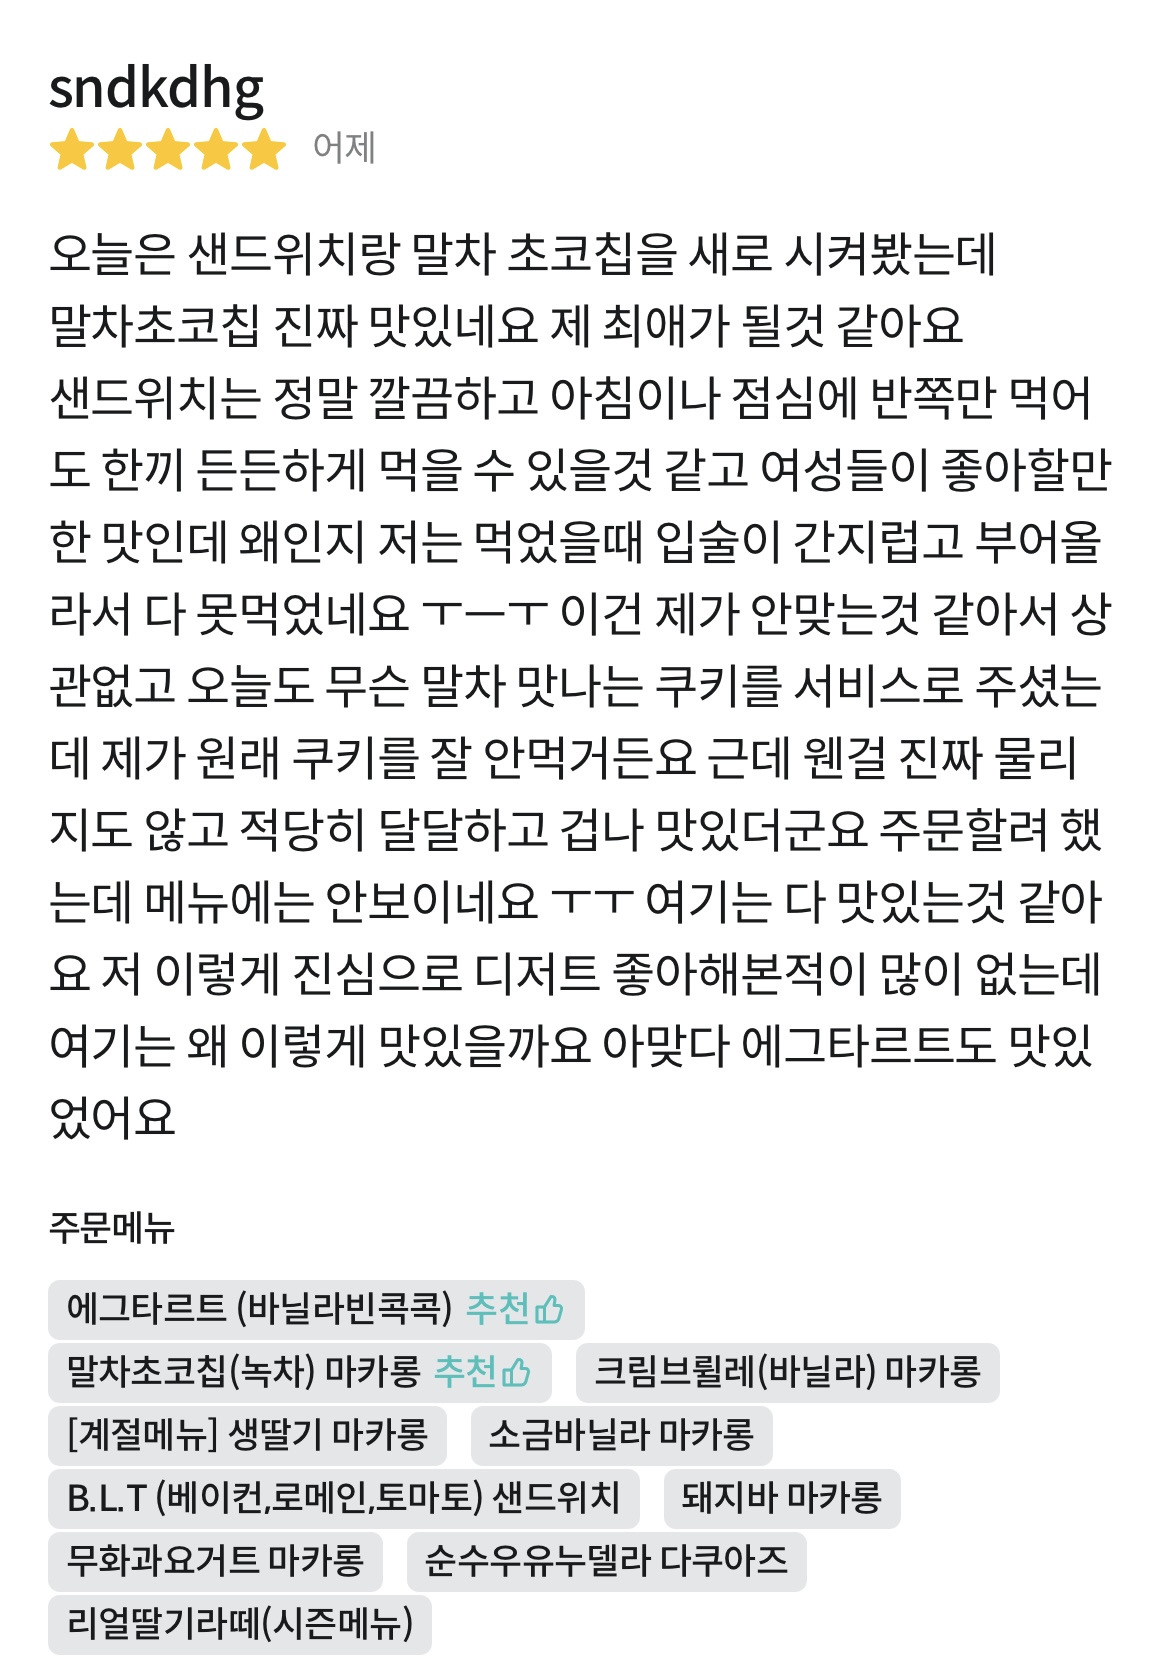 sndkdhg
어제
오늘은 샌드위치랑 말차 초코칩을 새로 시켜봤는데
말차초코칩 진짜 맛있네요 제 최애가 될것 같아요
샌드위치는 정말 깔끔하고 아침이나 점심에 반쪽만 먹어
도 한끼 든든하게 먹을 수 있을것 같고 여성들이 좋아할만
한 맛인데 왜인지 저는 먹었을때 입술이 간지럽고 부어올
라서 다 못먹었네요 ㅜㅡㅜ 이건 제가 안맞는것 같아서 상
관없고 오늘도 무슨 말차 맛나는 쿠키를 서비스로 주셨는
데 제가 원래 쿠키를 잘 안먹거든요 근데 웬걸 진짜 물리
지도 않고 적당히 달달하고 겁나 맛있더군요 주문할려 했
는데 메뉴에는 안보이네요 ㅜㅜ 여기는 다 맛있는것 같아
요 저 이렇게 진심으로 디저트 좋아해본적이 많이 없는데
여기는 왜 이렇게 맛있을까요 아맞다 에그타르트도 맛있
었어요
주문메뉴
에그타르트 (바닐라빈콕콕) 추천
말차초코칩(녹차) 마카롱 추천 크림브륄레(바닐라) 마카롱
[계절메뉴] 생딸기 마카롱 소금바닐라 마카롱
B.L.T (베이컨,로메인,토마토) 샌드위치 돼지바 마카롱
무화과요거트 마카롱 순수우유누델라 다쿠아즈
리얼딸기라떼(시즌메뉴)